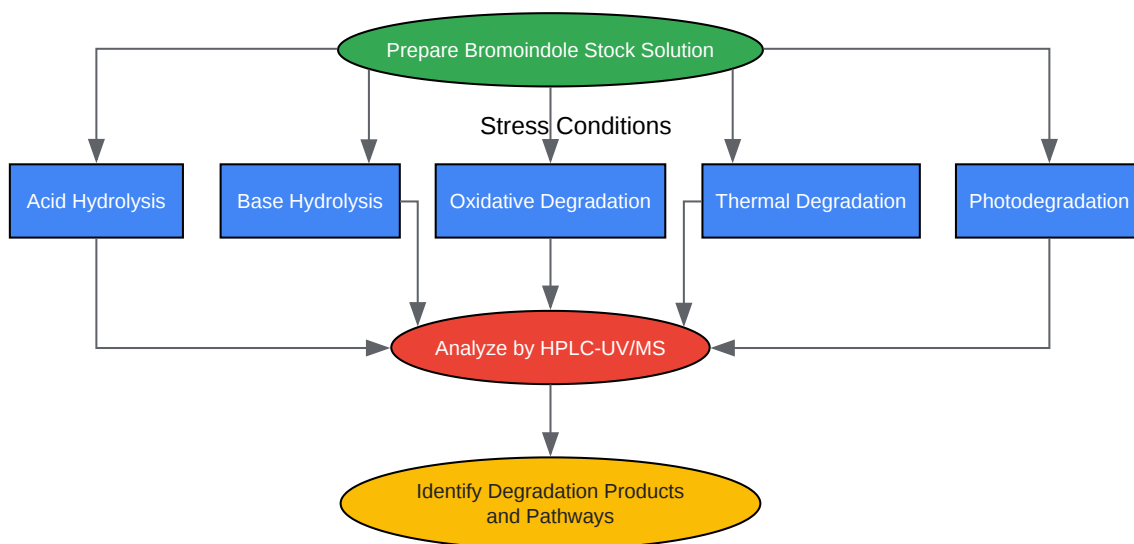 Prepare Bromoindole Stock Solution
Stress Conditions
Acid Hydrolysis
Base Hydrolysis
Oxidative Degradation
Thermal Degradation
Photodegradation
Analyze by HPLC-UV/MS
Identify Degradation Products
and Pathways